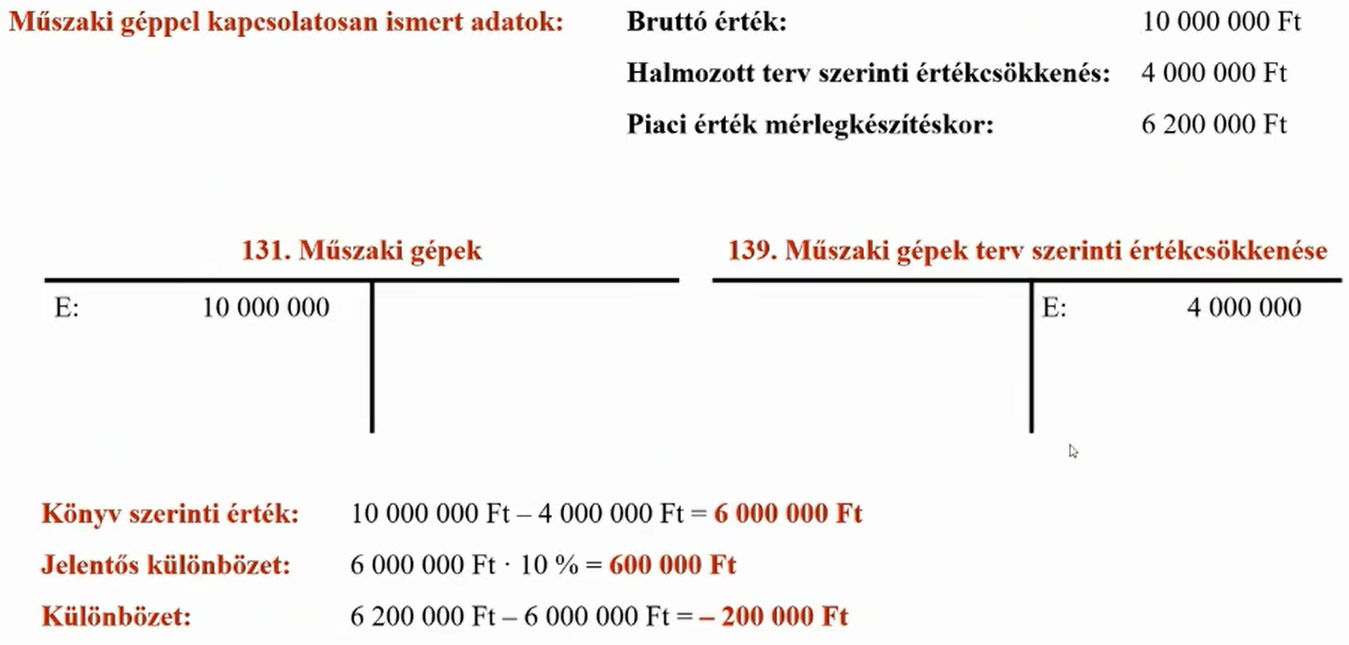 Műszaki géppel kapcsolatosan ismert adatok: Bruttó érték: 10 000 000 Ft
Halmozott terv szerinti értékcsökkenés: 4 000 000 Ft
Piaci érték mérlegkészítéskor: 6 200 000 Ft
131. Műszaki gépek
E: 10 000 000
139. Műszaki gépek terv szerinti értékcsökkenése
E: 4 000 000
Könyv szerinti érték: 10 000 000 Ft – 4 000 000 Ft = 6 000 000 Ft
Jelentős különbözet: 6 000 000 Ft · 10 % = 600 000 Ft
Különbözet: 6 200 000 Ft – 6 000 000 Ft = – 200 000 Ft